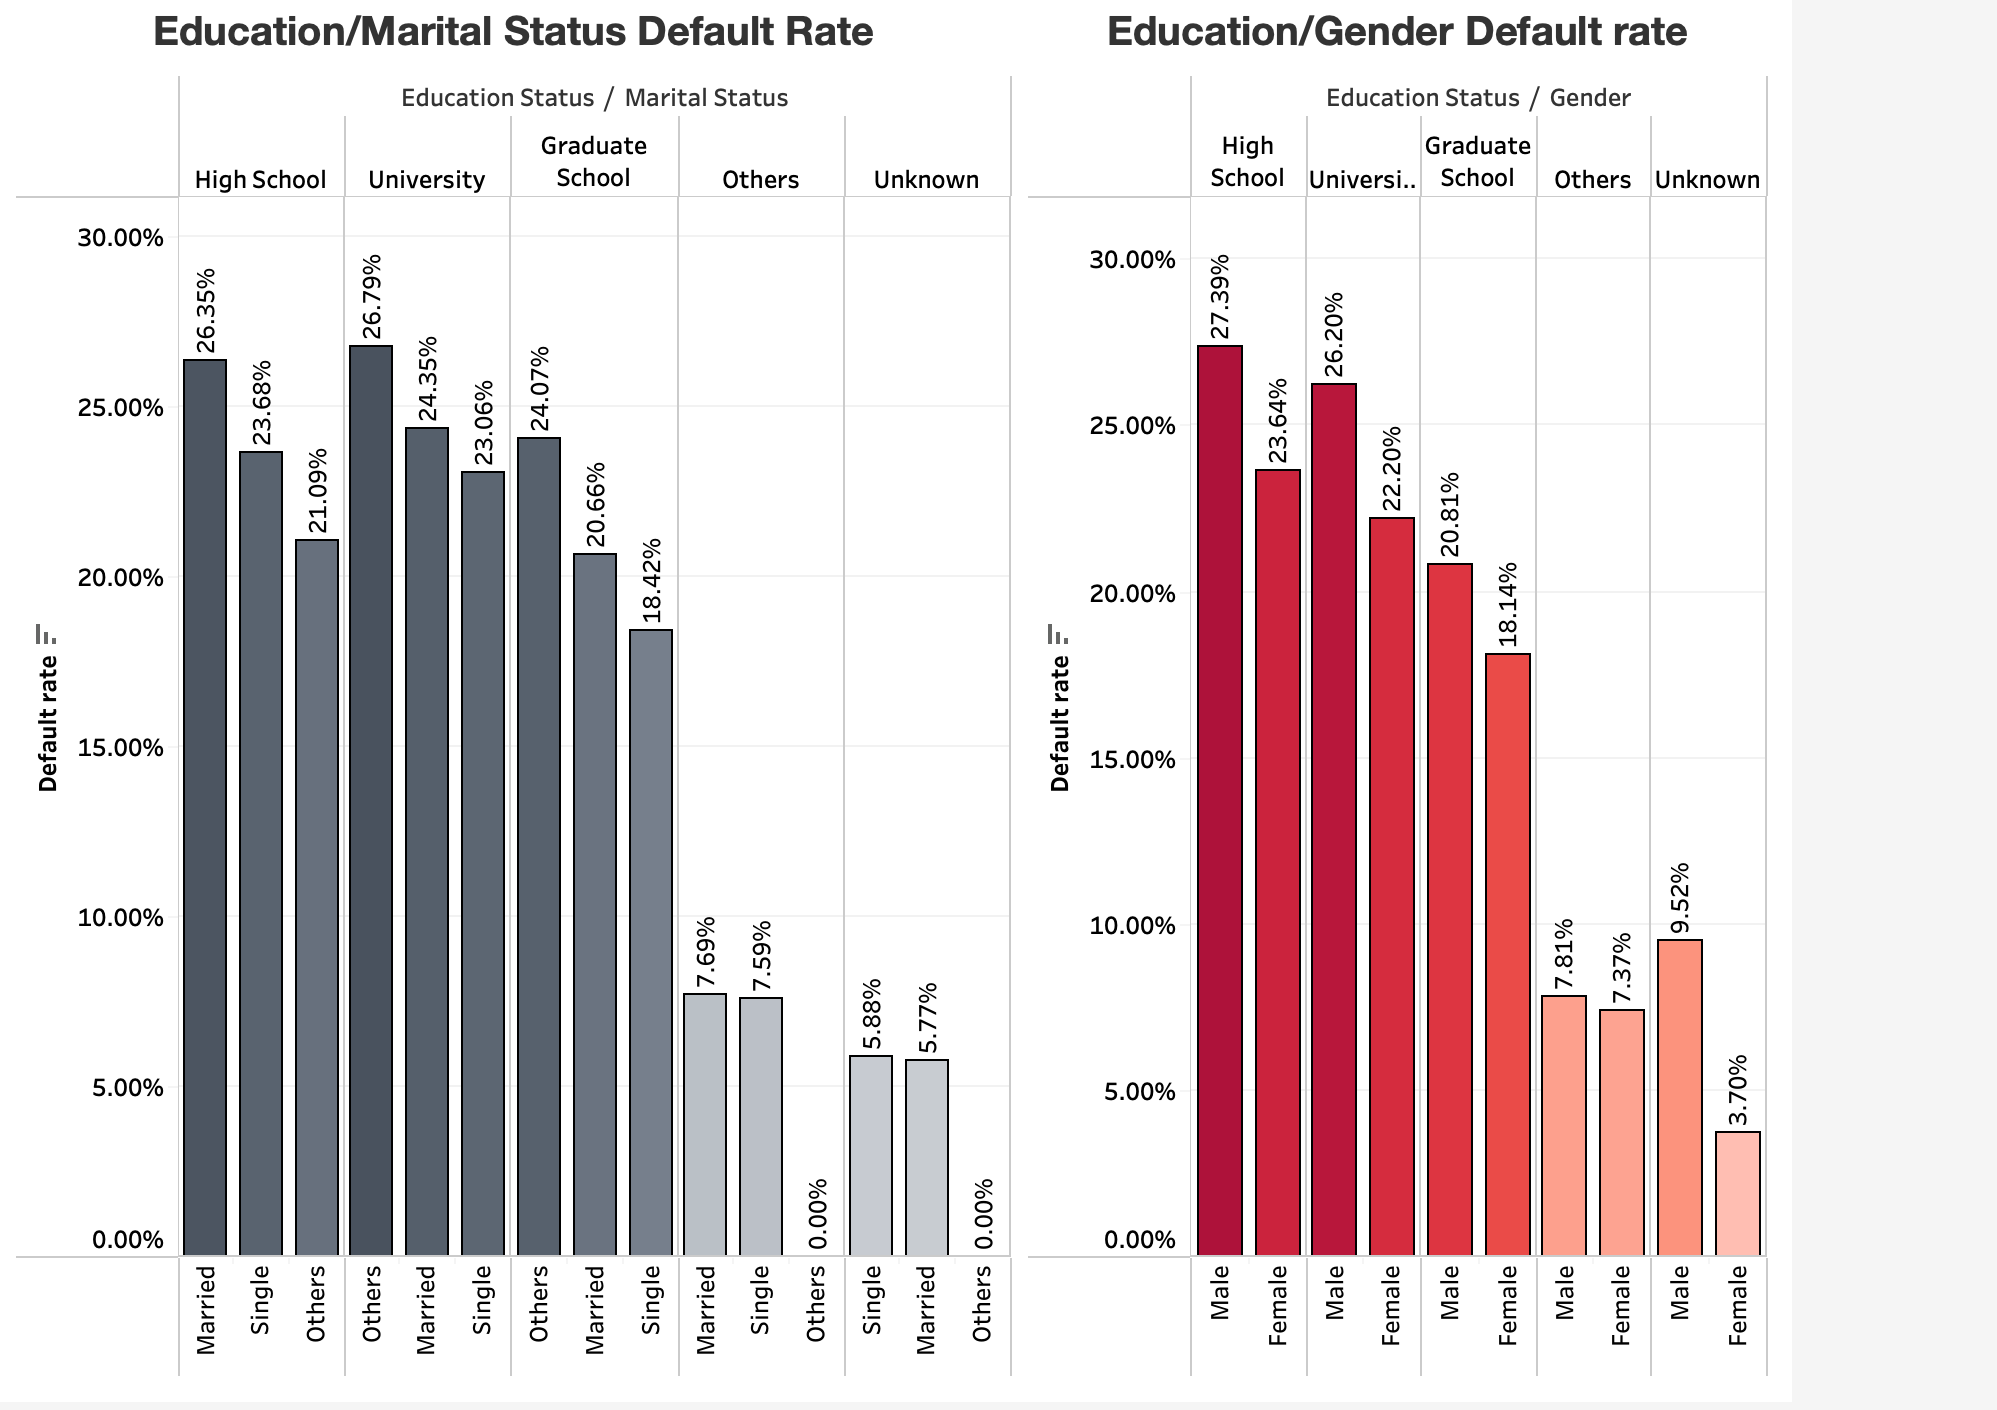 Education/Marital Status Default Rate
Education Status / Marital Status
High School
University
Graduate
School
Others
Unknown
Default rate
30.00%
25.00%
20.00%
15.00%
10.00%
5.00%
0.00%
26.35%
23.68%
21.09%
26.79%
24.35%
23.06%
24.07%
20.66%
18.42%
7.69%
7.59%
0.00%
5.88%
5.77%
0.00%
Married
Single
Others
Others
Married
Single
Others
Married
Single
Married
Single
Others
Single
Married
Others
Education/Gender Default rate
Education Status / Gender
High
School
Universi..
Graduate
School
Others
Unknown
Default rate
30.00%
25.00%
20.00%
15.00%
10.00%
5.00%
0.00%
27.39%
23.64%
26.20%
22.20%
20.81%
18.14%
7.81%
7.37%
9.52%
3.70%
Male
Female
Male
Female
Male
Female
Male
Female
Male
Female